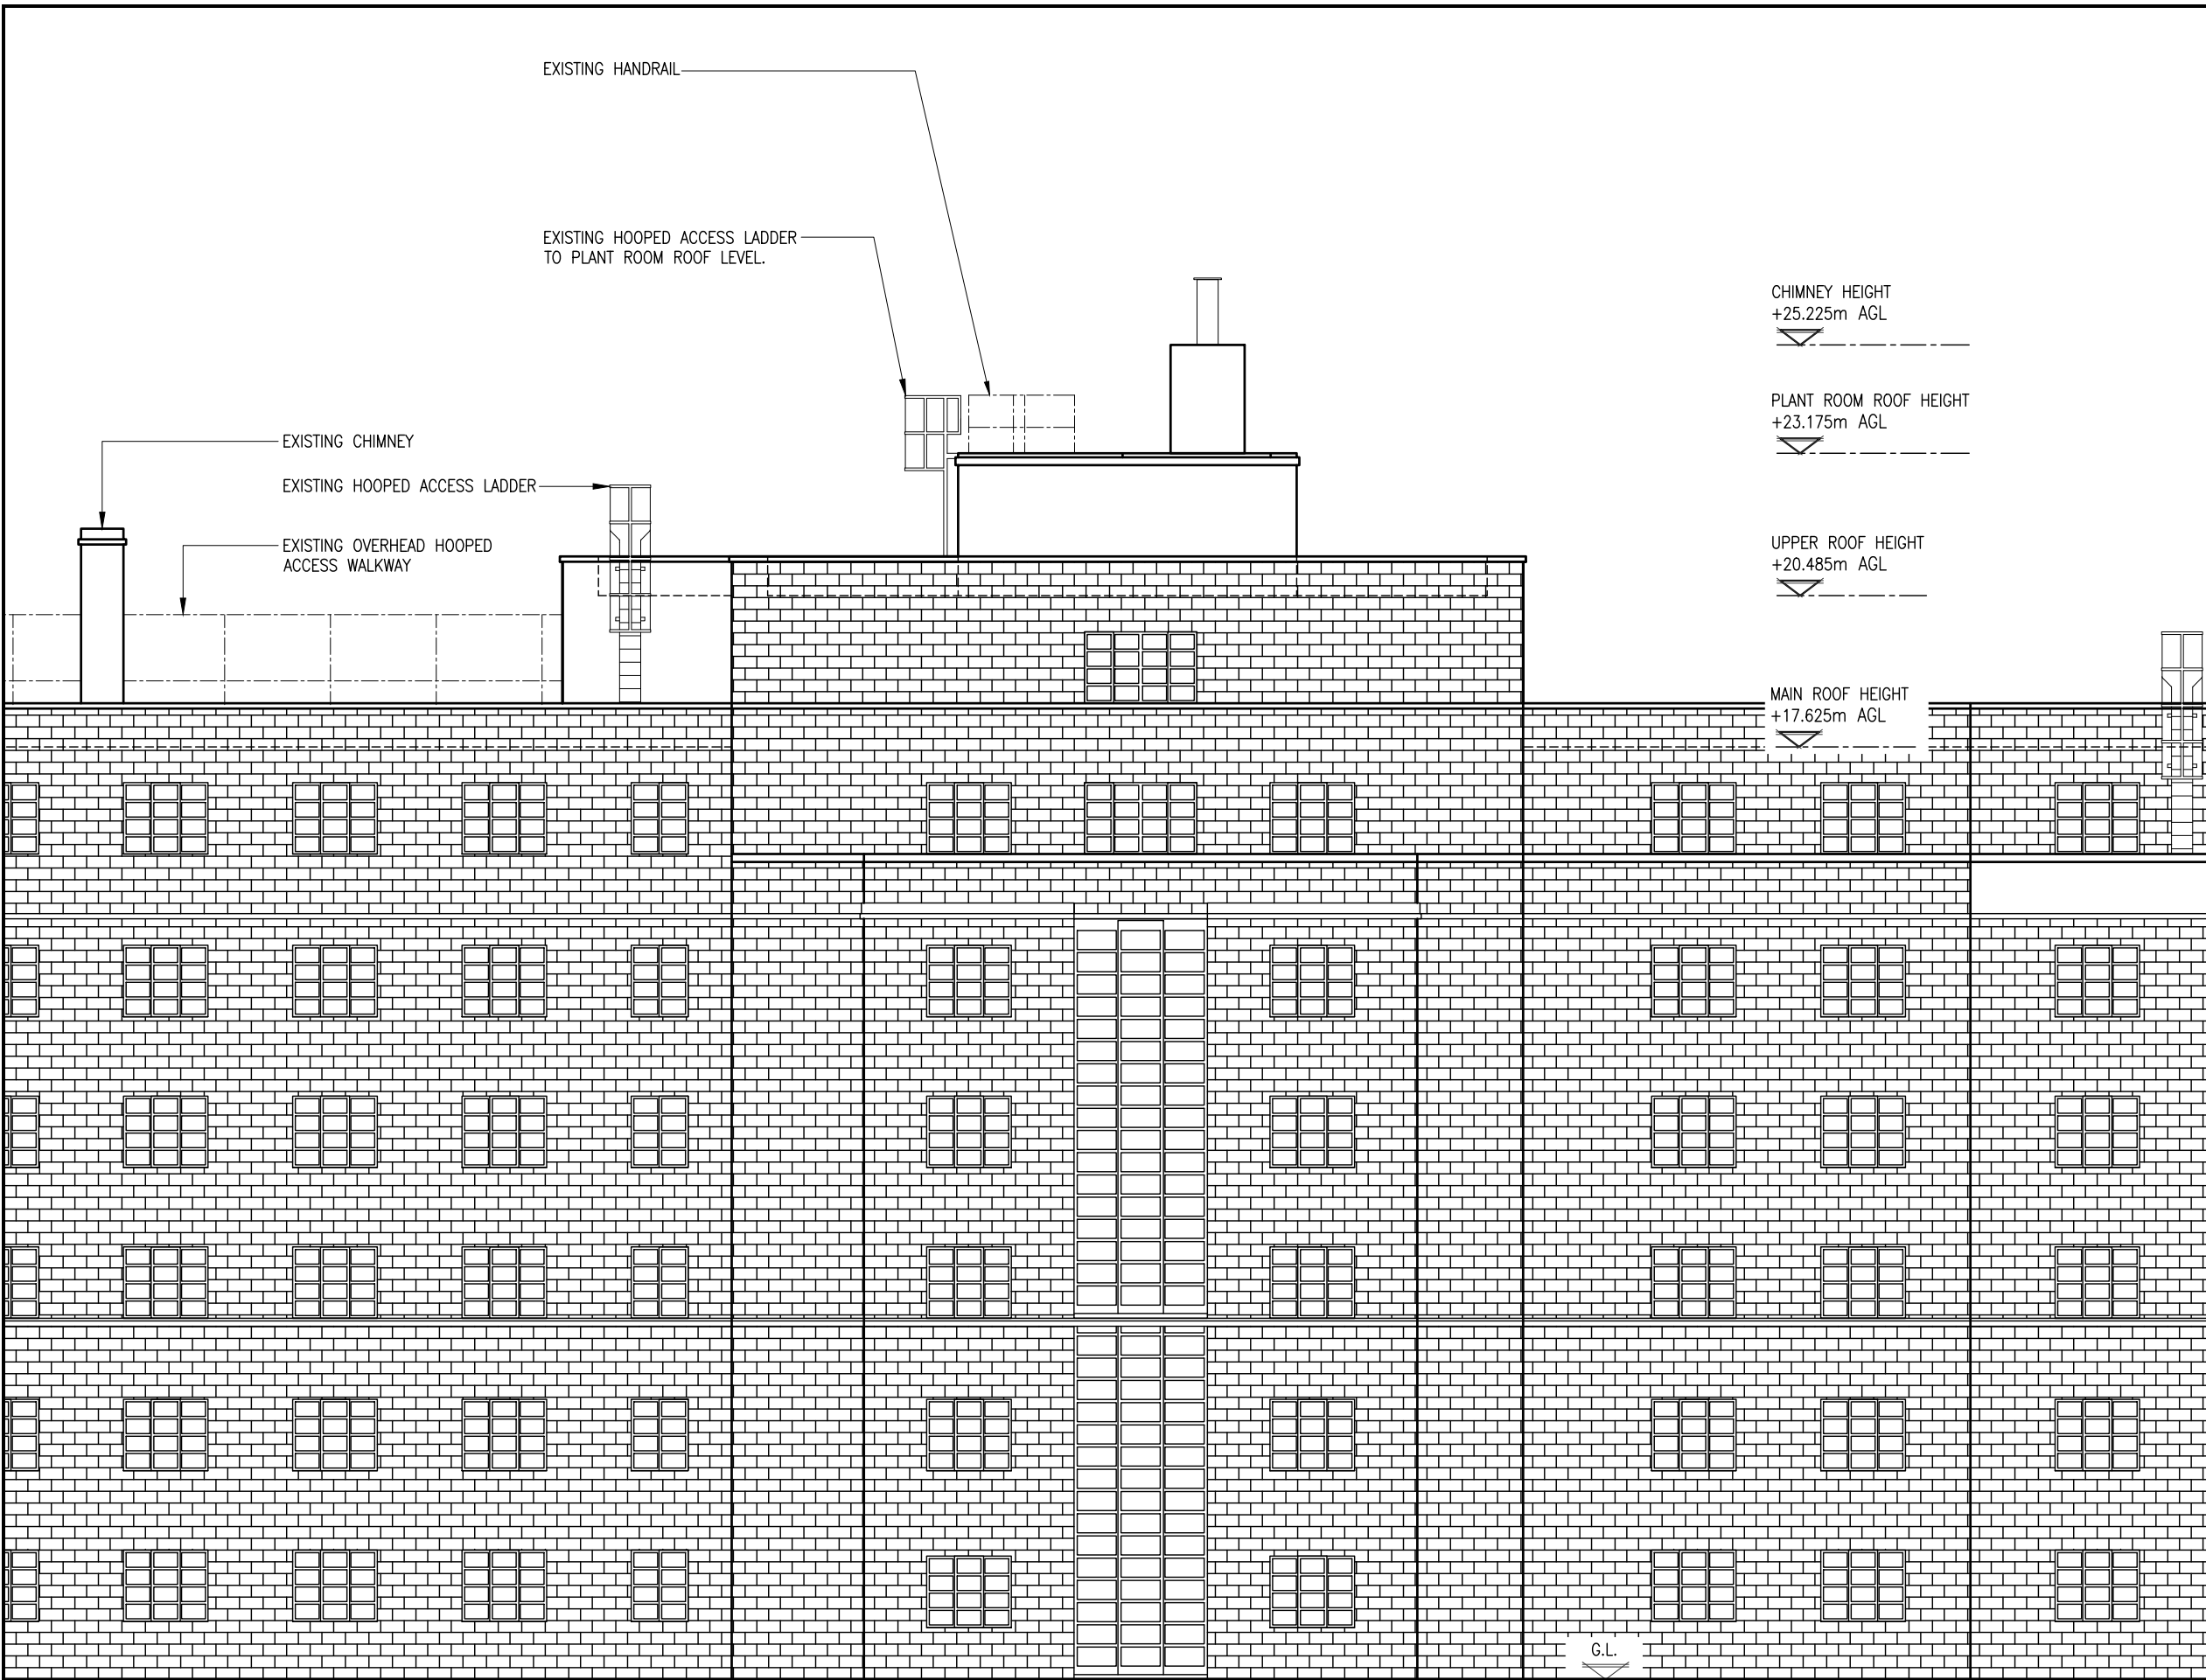 EXISTING HANDRAIL
EXISTING HOOPED ACCESS LADDER
TO PLANT ROOM ROOF LEVEL.
CHIMNEY HEIGHT
+25.225m AGL
PLANT ROOM ROOF HEIGHT
+23.175m AGL
EXISTING CHIMNEY
EXISTING HOOPED ACCESS LADDER
EXISTING OVERHEAD HOOPED
ACCESS WALKWAY
UPPER ROOF HEIGHT
+20.485m AGL
MAIN ROOF HEIGHT
+17.625m AGL
G.L.